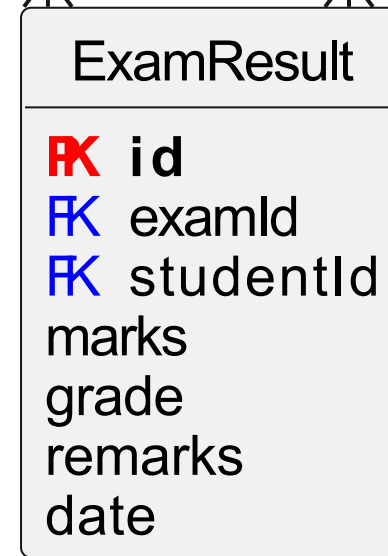 ExamResult
PK id
FK examId
FK studentId
marks
grade
remarks
date